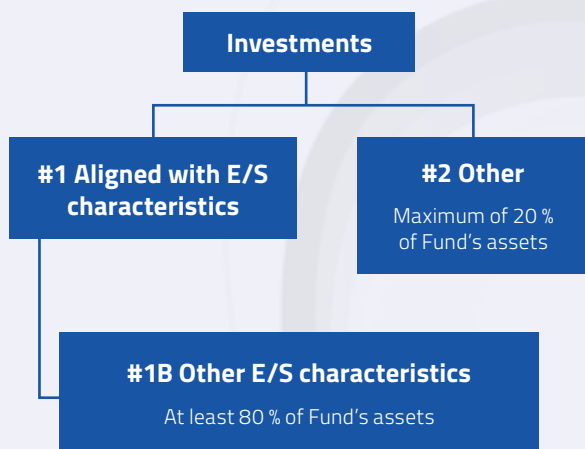 Investments
#1 Aligned with E/S
characteristics
#2 Other
Maximum of 20 %
of Fund's assets
#1B Other E/S characteristics
At least 80 % of Fund's assets